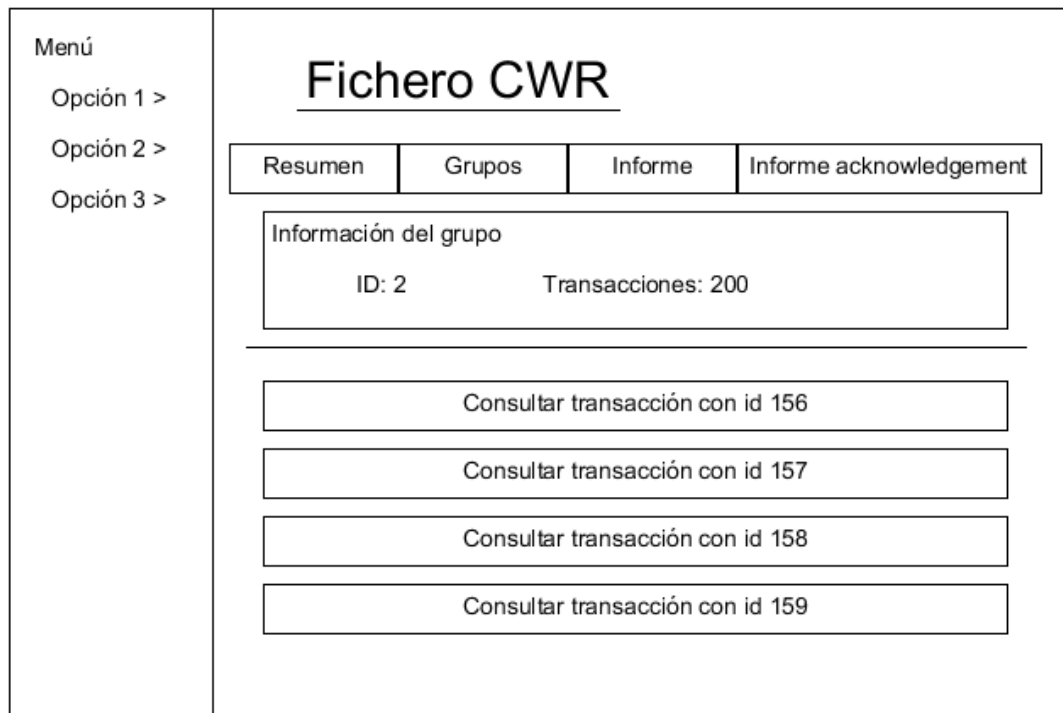 Menú
Opción 1 >
Opción 2 >
Opción 3 >
Fichero CWR
Resumen
Grupos
Informe
Informe acknowledgement
Información del grupo
ID: 2
Transacciones: 200
Consultar transacción con id 156
Consultar transacción con id 157
Consultar transacción con id 158
Consultar transacción con id 159